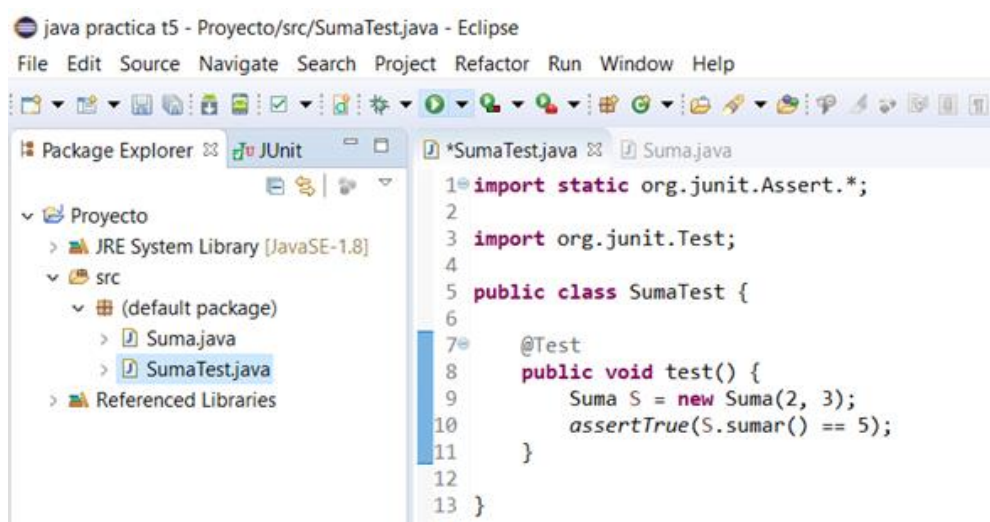 java practica t5 - Proyecto/src/SumaTest.java - Eclipse
File Edit Source Navigate Search Project Refactor Run Window Help
Package Explorer JUnit
Proyecto
JRE System Library [JavaSE-1.8]
src
(default package)
Suma.java
SumaTest.java
Referenced Libraries
*SumaTest.java Suma.java
1 import static org.junit.Assert.*;
2
3 import org.junit.Test;
4
5 public class SumaTest {
6
7 @Test
8 public void test() {
9 Suma S = new Suma(2, 3);
10 assertTrue(S.sumar() == 5);
11 }
12
13 }